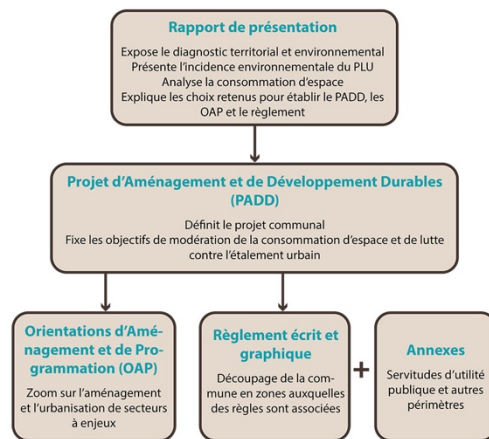 Rapport de présentation
Expose le diagnostic territorial et environnemental
Présente l'incidence environnementale du PLU
Analyse la consommation d'espace
Explique les choix retenus pour établir le PADD, les
OAP et le règlement
Projet d'Aménagement et de Développement Durables
(PADD)
Définit le projet communal
Fixe les objectifs de modération de la consommation d'espace et de lutte
contre l'étalement urbain
Orientations d'Amé-
nagement et de Pro-
grammation (OAP)
Zoom sur l'aménagement
et l'urbanisation de secteurs
à enjeux
Règlement écrit et
graphique
Découpage de la com-
mune en zones auxquelles
des règles sont associées
+
Annexes
Servitudes d'utilité
publique et autres
périmètres